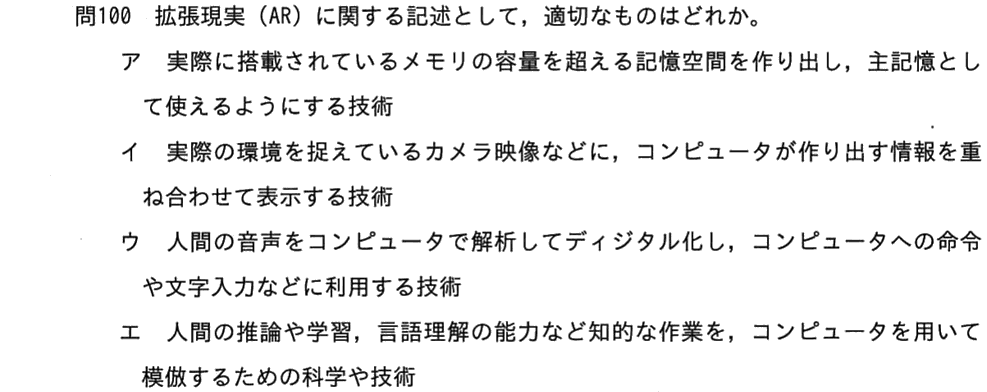 問100　拡張現実（AR）に関する記述として，適切なものはどれか。
ア　実際に搭載されているメモリの容量を超える記憶空間を作り出し，主記憶とし
て使えるようにする技術
イ　実際の環境を捉えているカメラ映像などに，コンピュータが作り出す情報を重
ね合わせて表示する技術
ウ　人間の音声をコンピュータで解析してディジタル化し，コンピュータへの命令
や文字入力などに利用する技術
エ　人間の推論や学習，言語理解の能力など知的な作業を，コンピュータを用いて
模倣するための科学や技術